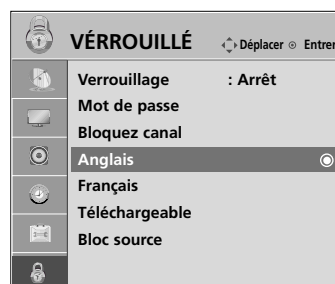 VÉRROUILLÉ Déplacer Entrer
Verrouillage : Arrêt
Mot de passe
Bloquez canal
Anglais
Français
Téléchargeable
Bloc source